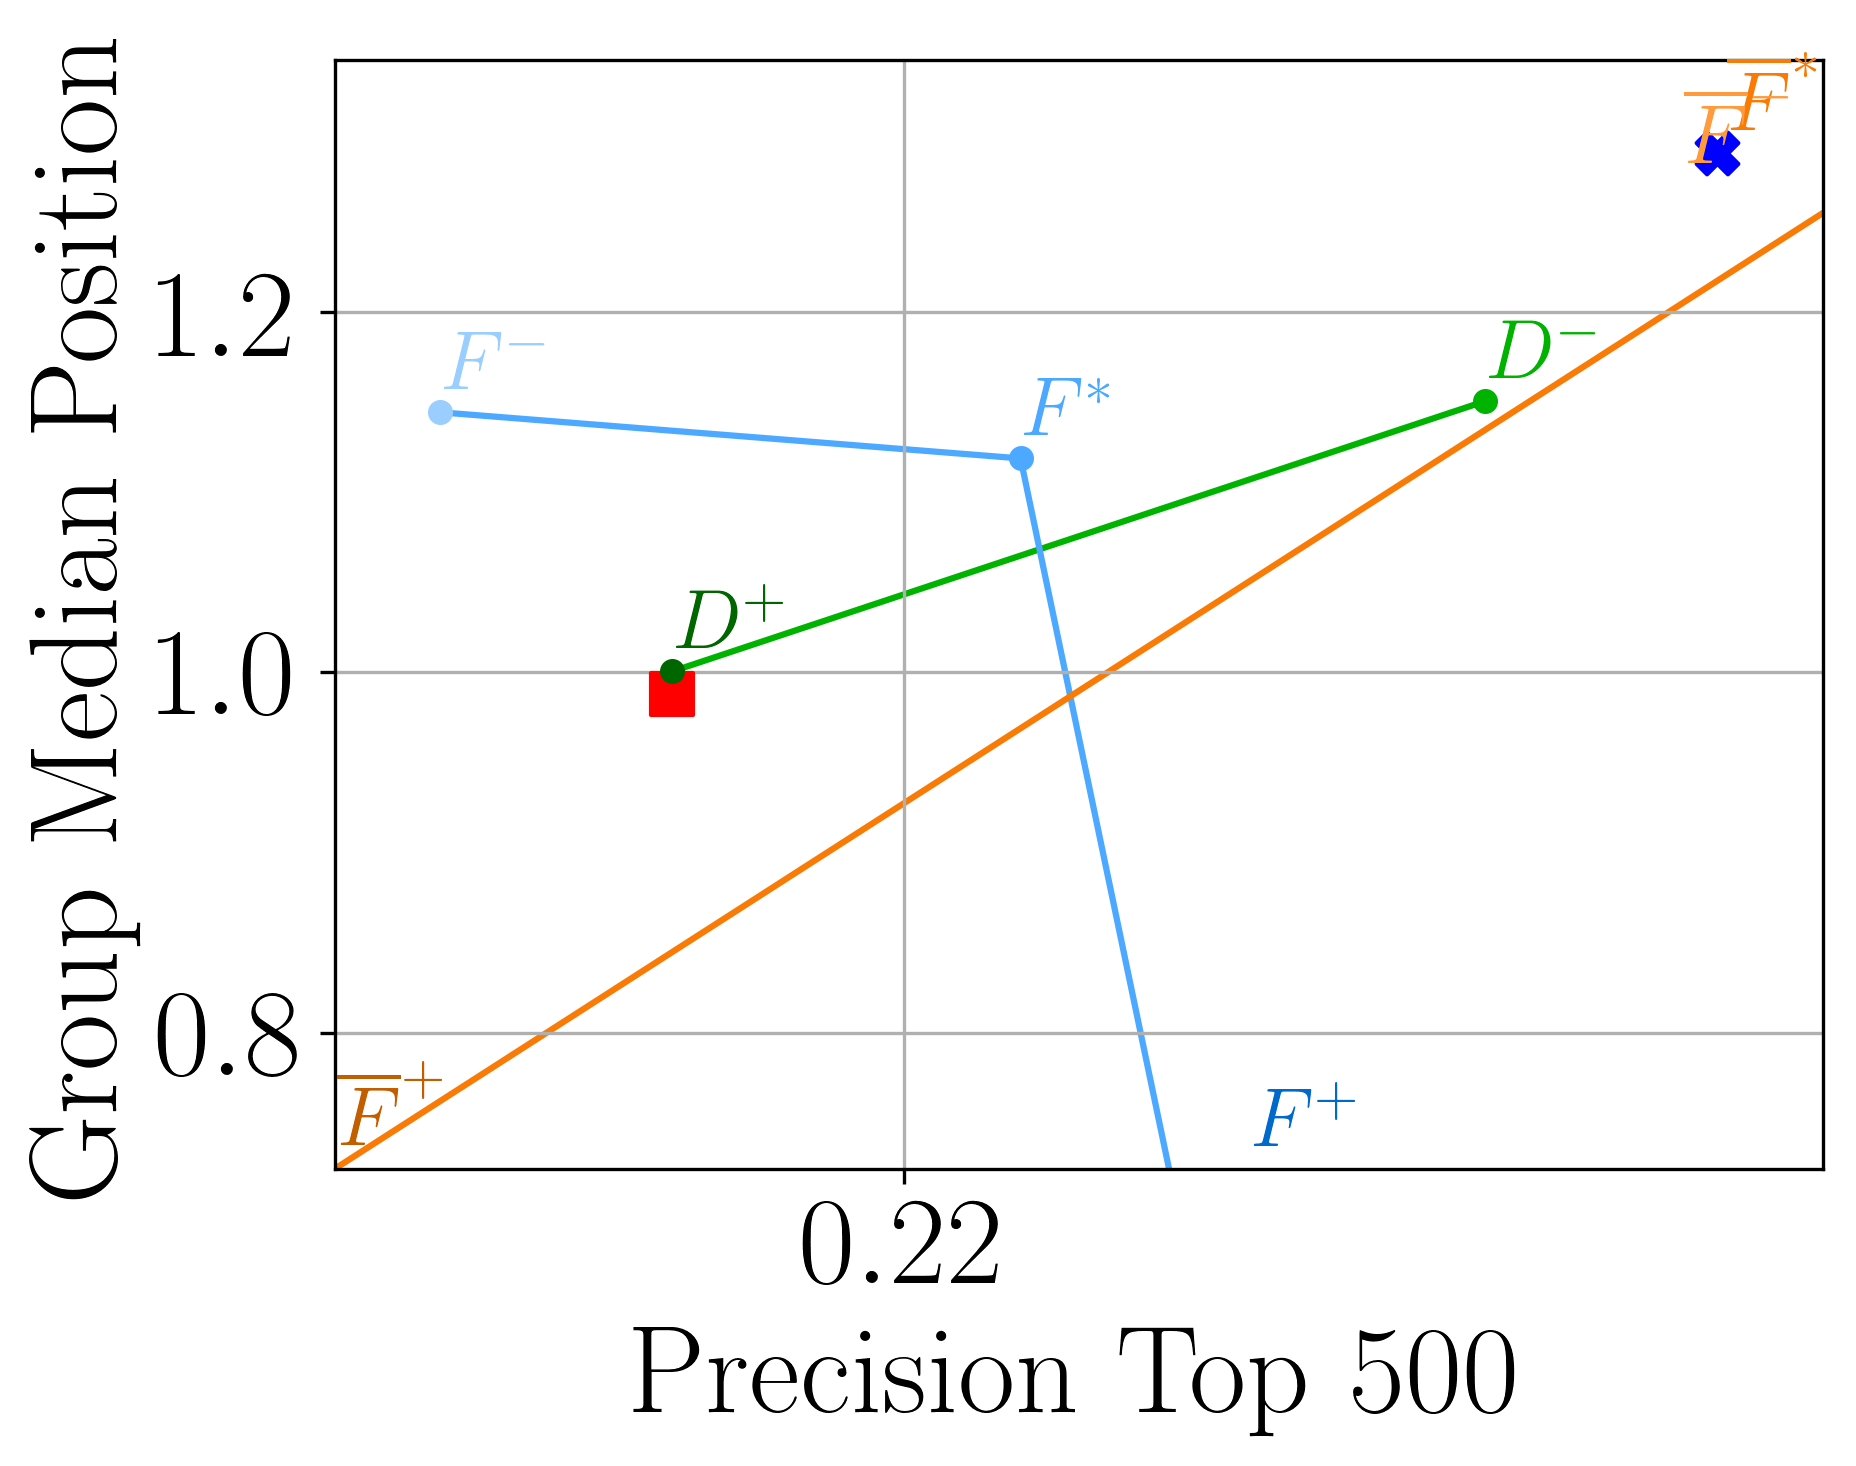 Group Median Position
1.2
1.0
0.8
F̅*
F̅⁻
F⁻
D⁻
F*
D⁺
F̅⁺
F⁺
0.22
Precision Top 500